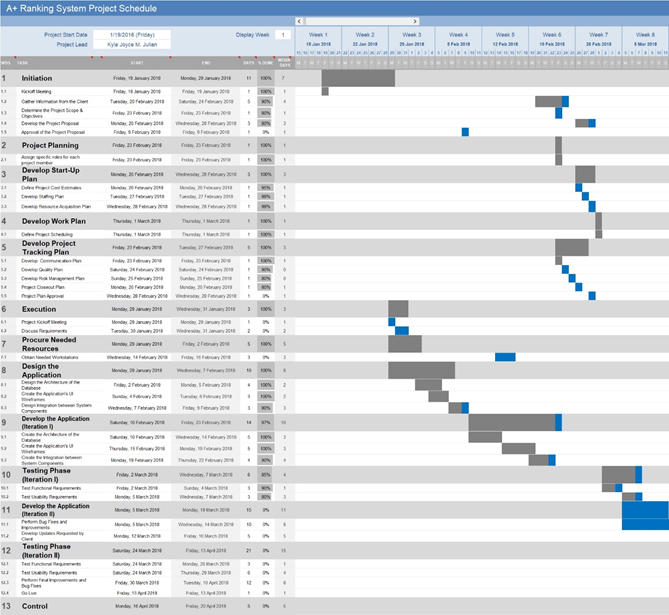 A+ Ranking System Project Schedule
Project Start Date 1/19/2018 (Friday) Display Week 1
Project Lead Kyla Joyce M. Julian
Week 1 Week 2 Week 3 Week 4 Week 5 Week 6 Week 7 Week 8
15 Jan 2018 22 Jan 2018 29 Jan 2018 5 Feb 2018 12 Feb 2018 19 Feb 2018 26 Feb 2018 5 Mar 2018
WBS TASK START END DAYS % DONE WORK DAYS
1 Initiation Friday, 19 January 2018 Monday, 29 January 2018 11 100% 7
1.1 Kickoff Meeting Friday, 19 January 2018 Friday, 19 January 2018 1 100% 1
1.2 Gather Information from the Client Tuesday, 20 February 2018 Saturday, 24 February 2018 5 90% 4
1.3 Determine the Project Scope & Objectives Friday, 23 February 2018 Friday, 23 February 2018 1 1
1.4 Develop the Project Proposal Monday, 26 February 2018 Wednesday, 28 February 2018 3 3
1.5 Approval of the Project Proposal Friday, 9 February 2018 Friday, 9 February 2018 1 0% 1
2 Project Planning Friday, 23 February 2018 Friday, 23 February 2018 1 100% 1
2.1 Assign specific roles for each project member Friday, 23 February 2018 Friday, 23 February 2018 1 100% 1
3 Develop Start-Up Plan Monday, 26 February 2018 Wednesday, 28 February 2018 3 100% 3
Define Project Cost Estimates Monday, 26 February 2018 Monday, 26 February 2018 1 1
Develop Staffing Plan Tuesday, 27 February 2018 Tuesday, 27 February 2018 1 1
Develop Resource Acquisition Plan Wednesday, 28 February 2018 Wednesday, 28 February 2018 1 1
4 Develop Work Plan Thursday, 1 March 2018 Thursday, 1 March 2018 1 100% 1
Define Project Scheduling Thursday, 1 March 2018 Thursday, 1 March 2018 1 100% 1
5 Develop Project Tracking Plan Friday, 23 February 2018 Tuesday, 27 February 2018 5 100% 3
Develop Communication Plan Friday, 23 February 2018 Friday, 23 February 2018 1 100% 1
Develop Quality Plan Saturday, 24 February 2018 Saturday, 24 February 2018 1 0
Develop Risk Management Plan Sunday, 25 February 2018 Sunday, 25 February 2018 1 0
Project Closeout Plan Monday, 26 February 2018 Monday, 26 February 2018 1 1
Project Plan Approval Wednesday, 28 February 2018 Wednesday, 28 February 2018 1 0% 1
6 Execution Monday, 29 January 2018 Wednesday, 31 January 2018 3 100% 3
Project Kickoff Meeting Monday, 29 January 2018 Monday, 29 January 2018 1 0% 1
Discuss Requirements Tuesday, 30 January 2018 Wednesday, 31 January 2018 2 0% 2
7 Procure Needed Resources Monday, 29 January 2018 Friday, 2 February 2018 5 100% 5
Obtain Needed Workstations Wednesday, 14 February 2018 Friday, 16 February 2018 3 0% 3
8 Design the Application Monday, 29 January 2018 Wednesday, 7 February 2018 10 100% 8
Design the Architecture of the Database Friday, 2 February 2018 Monday, 5 February 2018 4 100% 2
Create the Application's UI Wireframes Sunday, 4 February 2018 Thursday, 8 February 2018 5 100% 4
Design Integration between System Components Wednesday, 7 February 2018 Friday, 9 February 2018 3 90% 3
9 Develop the Application (Iteration I) Saturday, 10 February 2018 Friday, 23 February 2018 14 97% 10
Create the Architecture of the Database Saturday, 10 February 2018 Wednesday, 14 February 2018 5 100% 3
Create the Application's UI Wireframes Thursday, 15 February 2018 Monday, 19 February 2018 5 100% 3
Create the Integration between System Components Monday, 19 February 2018 Thursday, 22 February 2018 4 90% 4
10 Testing Phase (Iteration I) Friday, 2 March 2018 Wednesday, 7 March 2018 6 85% 4
10.1 Test Functional Requirements Friday, 2 March 2018 Sunday, 4 March 2018 3 90% 1
10.2 Test Usability Requirements Monday, 5 March 2018 Wednesday, 7 March 2018 3 3
11 Develop the Application (Iteration II) Monday, 5 March 2018 Monday, 19 March 2018 15 0% 11
11.1 Perform Bug Fixes and Improvements Monday, 5 March 2018 Wednesday, 14 March 2018 10 0% 8
11.2 Develop Updates Requested by Client Monday, 12 March 2018 Friday, 16 March 2018 5 0% 5
12 Testing Phase (Iteration II) Saturday, 24 March 2018 Friday, 13 April 2018 21 0% 15
12.1 Test Functional Requirements Saturday, 24 March 2018 Monday, 26 March 2018 3 0% 1
12.2 Test Usability Requirements Saturday, 24 March 2018 Thursday, 29 March 2018 6 0% 4
12.3 Perform Final Improvements and Bug Fixes Friday, 30 March 2018 Tuesday, 10 April 2018 12 0% 8
12.4 Go Live Friday, 13 April 2018 Friday, 13 April 2018 1 0% 1
13 Control Monday, 16 April 2018 Friday, 20 April 2018 5 0% 5